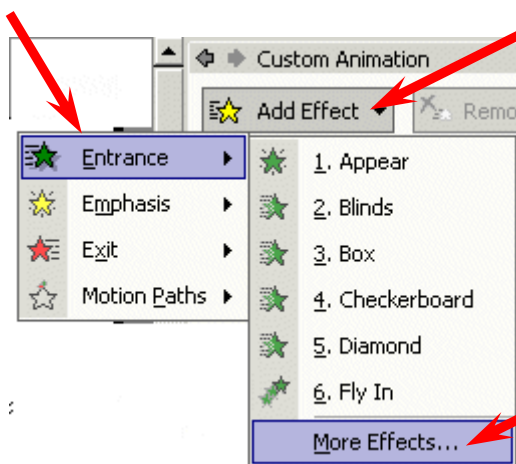 Custom Animation
Add Effect
Remo
Entrance
Emphasis
Exit
Motion Paths
1. Appear
2. Blinds
3. Box
4. Checkerboard
5. Diamond
6. Fly In
More Effects...